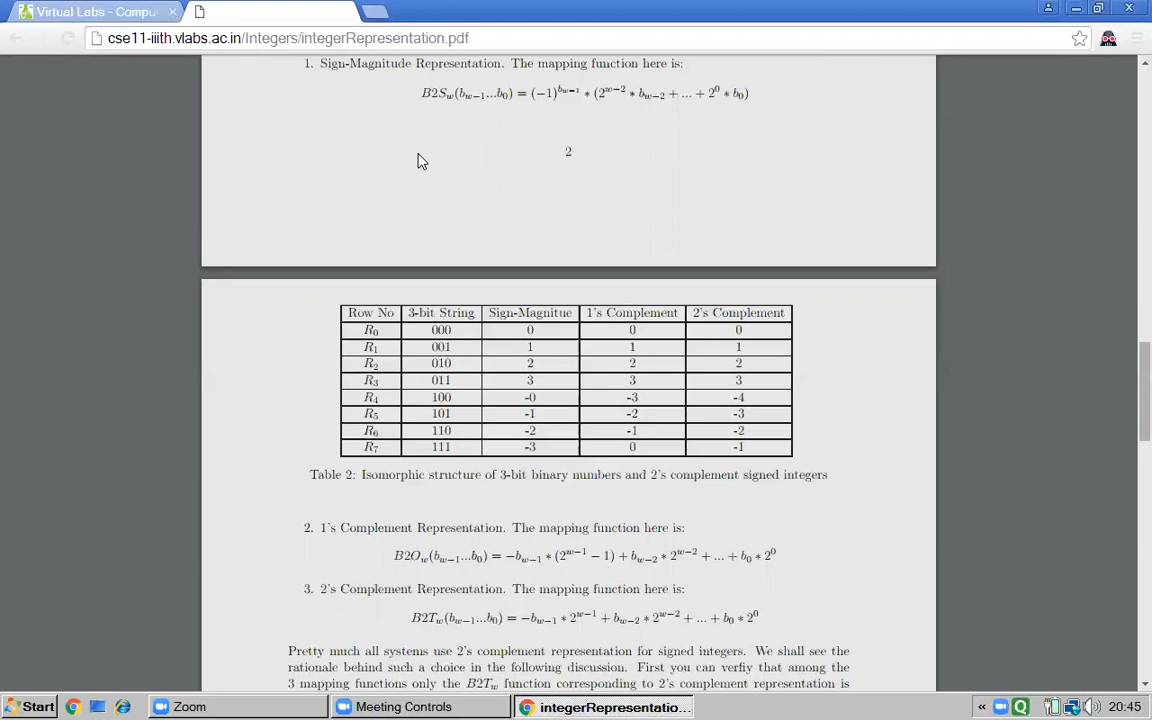 Virtual Labs - Compu
cse11-iiith.vlabs.ac.in/Integers/integerRepresentation.pdf
1. Sign-Magnitude Representation. The mapping function here is:
B2S_w(b_{w−1}...b_0) = (−1)^{b_{w−1}} ∗ (2^{w−2} ∗ b_{w−2} + ... + 2^0 ∗ b_0)
2
Row No 3-bit String Sign-Magnitue 1's Complement 2's Complement
R_0 000 0 0 0
R_1 001 1 1 1
R_2 010 2 2 2
R_3 011 3 3 3
R_4 100 -0 -3 -4
R_5 101 -1 -2 -3
R_6 110 -2 -1 -2
R_7 111 -3 0 -1
Table 2: Isomorphic structure of 3-bit binary numbers and 2's complement signed integers
2. 1's Complement Representation. The mapping function here is:
B2O_w(b_{w−1}...b_0) = −b_{w−1} ∗ (2^{w−1} − 1) + b_{w−2} ∗ 2^{w−2} + ... + b_0 ∗ 2^0
3. 2's Complement Representation. The mapping function here is:
B2T_w(b_{w−1}...b_0) = −b_{w−1} ∗ 2^{w−1} + b_{w−2} ∗ 2^{w−2} + ... + b_0 ∗ 2^0
Pretty much all systems use 2's complement representation for signed integers. We shall see the
rationale behind such a choice in the following discussion. First you can verfiy that among the
3 mapping functions only the B2T_w function corresponding to 2's complement representation is
Start Zoom Meeting Controls integerRepresentatio... « 20:45